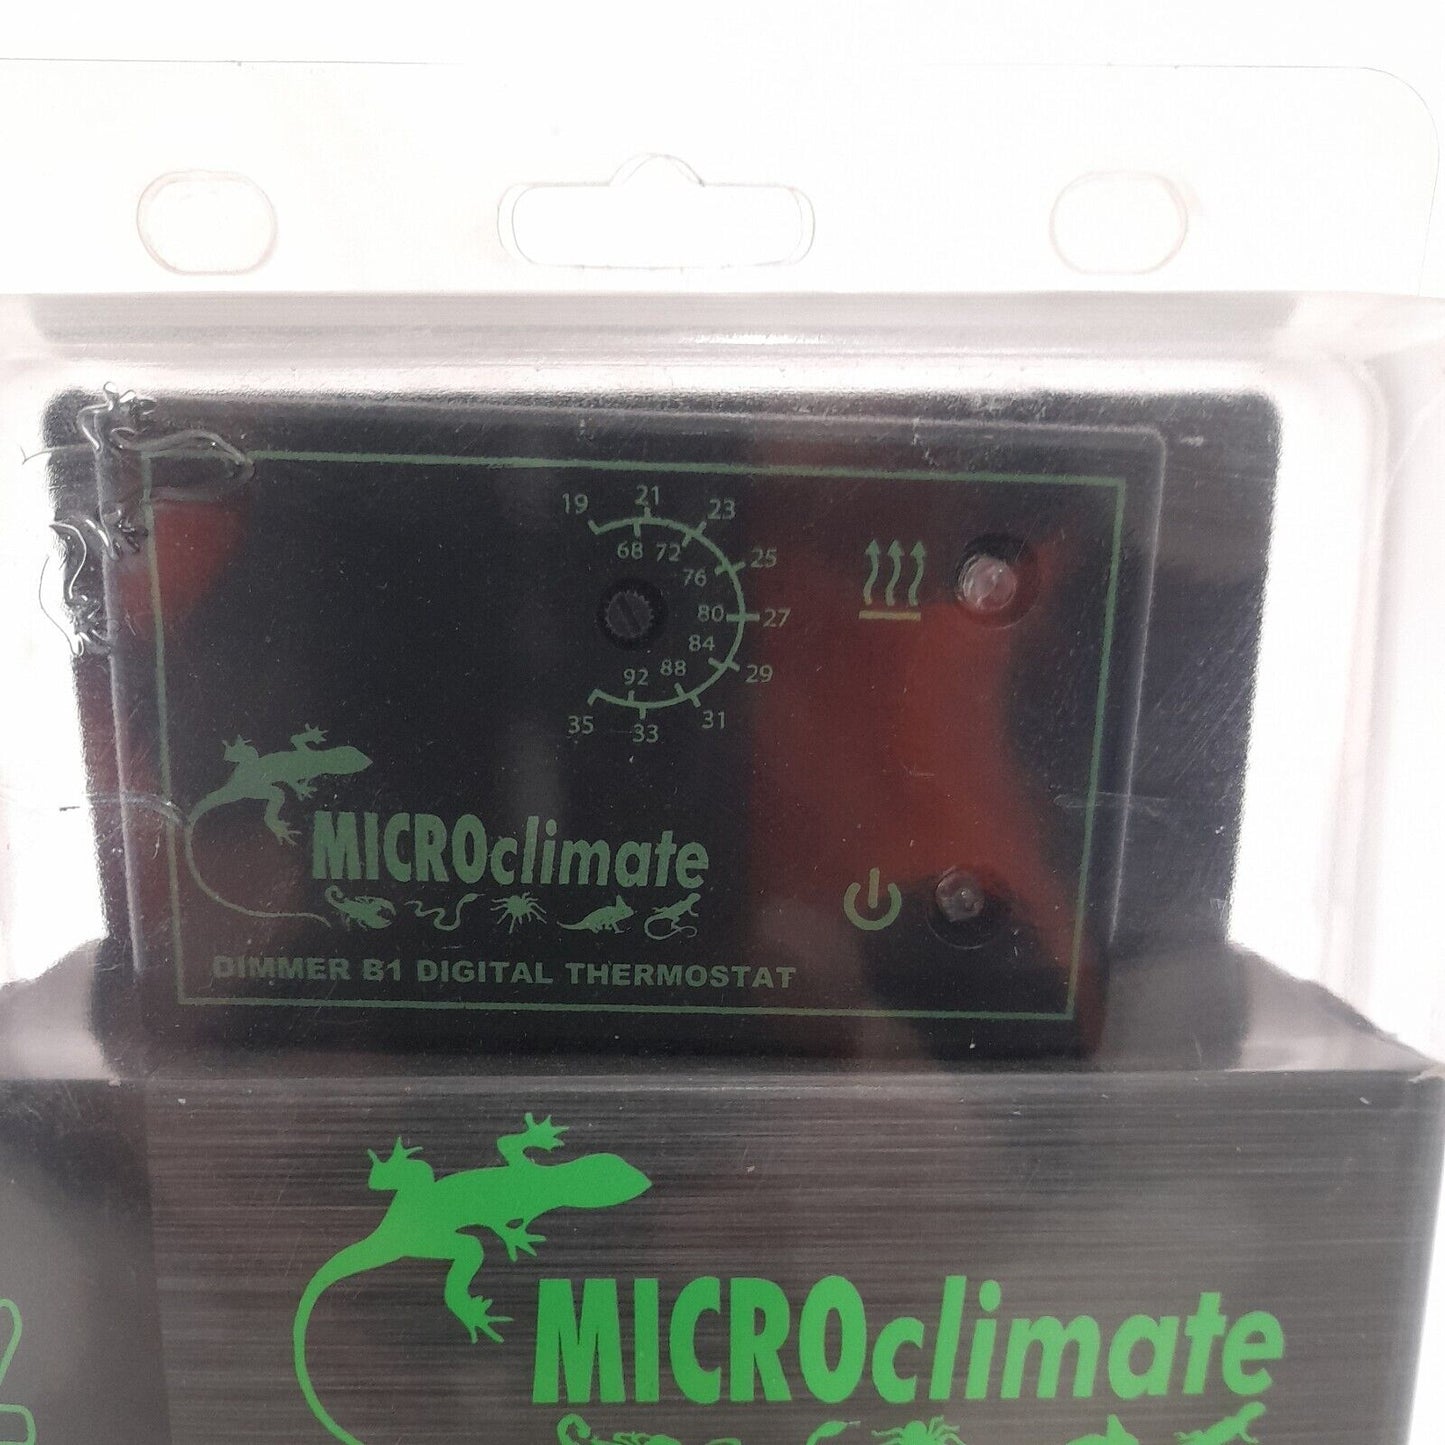 19 21 23
68 72
76 25
80 27
84
92 88 29
35 33 31
MICROclimate
DIMMER B1 DIGITAL THERMOSTAT
MICROclimate